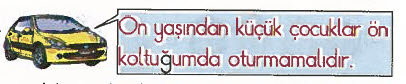 On yaşından küçük çocuklar ön
koltuğumda oturmamalıdır.